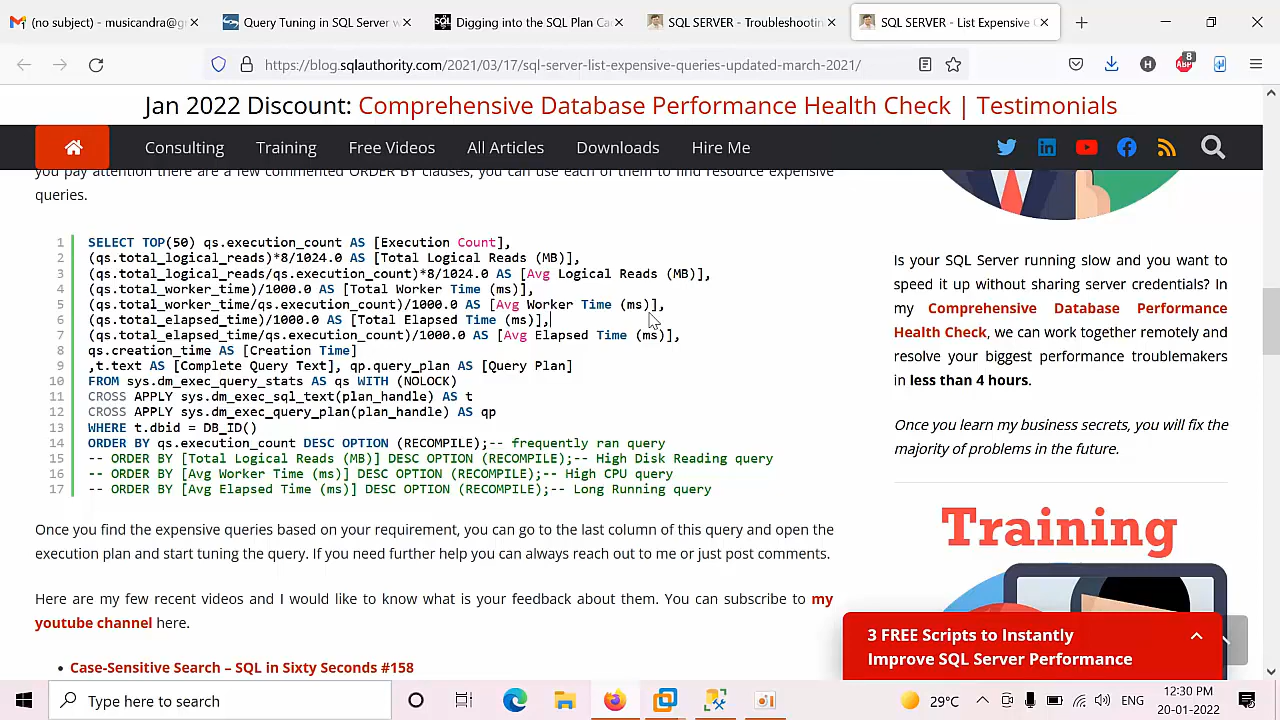 (no subject) - musicandra@g
Query Tuning in SQL Server w
Digging into the SQL Plan Ca
SQL SERVER - Troubleshootin
SQL SERVER - List Expensive
https://blog.sqlauthority.com/2021/03/17/sql-server-list-expensive-queries-updated-march-2021/
8
Jan 2022 Discount: Comprehensive Database Performance Health Check | Testimonials
Consulting Training Free Videos All Articles Downloads Hire Me
you pay attention there are a few commented ORDER BY clauses, you can use each of them to find resource expensive
queries.
1 SELECT TOP(50) qs.execution_count AS [Execution Count],
2 (qs.total_logical_reads)*8/1024.0 AS [Total Logical Reads (MB)],
3 (qs.total_logical_reads/qs.execution_count)*8/1024.0 AS [Avg Logical Reads (MB)],
4 (qs.total_worker_time)/1000.0 AS [Total Worker Time (ms)],
5 (qs.total_worker_time/qs.execution_count)/1000.0 AS [Avg Worker Time (ms)],
6 (qs.total_elapsed_time)/1000.0 AS [Total Elapsed Time (ms)],
7 (qs.total_elapsed_time/qs.execution_count)/1000.0 AS [Avg Elapsed Time (ms)],
8 qs.creation_time AS [Creation Time]
9 ,t.text AS [Complete Query Text], qp.query_plan AS [Query Plan]
10 FROM sys.dm_exec_query_stats AS qs WITH (NOLOCK)
11 CROSS APPLY sys.dm_exec_sql_text(plan_handle) AS t
12 CROSS APPLY sys.dm_exec_query_plan(plan_handle) AS qp
13 WHERE t.dbid = DB_ID()
14 ORDER BY qs.execution_count DESC OPTION (RECOMPILE);-- frequently ran query
15 -- ORDER BY [Total Logical Reads (MB)] DESC OPTION (RECOMPILE);-- High Disk Reading query
16 -- ORDER BY [Avg Worker Time (ms)] DESC OPTION (RECOMPILE);-- High CPU query
17 -- ORDER BY [Avg Elapsed Time (ms)] DESC OPTION (RECOMPILE);-- Long Running query
Once you find the expensive queries based on your requirement, you can go to the last column of this query and open the
execution plan and start tuning the query. If you need further help you can always reach out to me or just post comments.
Here are my few recent videos and I would like to know what is your feedback about them. You can subscribe to my
youtube channel here.
• Case-Sensitive Search – SQL in Sixty Seconds #158
Is your SQL Server running slow and you want to
speed it up without sharing server credentials? In
my Comprehensive Database Performance
Health Check, we can work together remotely and
resolve your biggest performance troublemakers
in less than 4 hours.
Once you learn my business secrets, you will fix the
majority of problems in the future.
Training
3 FREE Scripts to Instantly
Improve SQL Server Performance
Type here to search
29°C
ENG
12:30 PM
20-01-2022